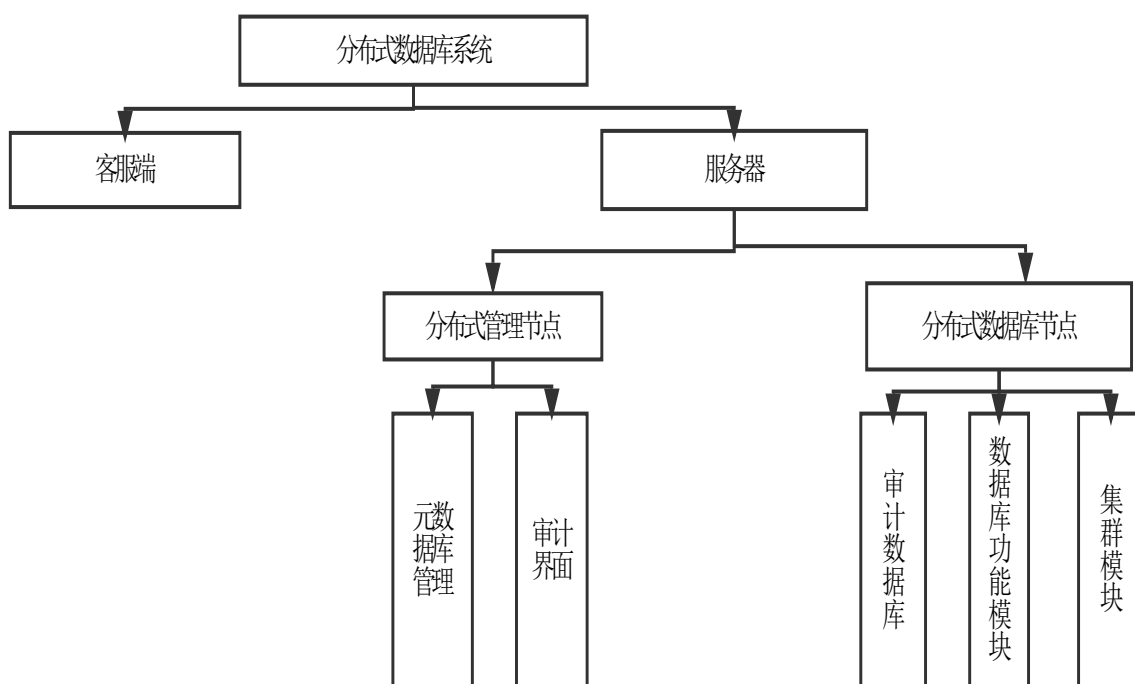 分布式数据库系统
客服端
服务器
分布式管理节点
分布式数据库节点
元数
据库
管理
审计
界面
审计数据库
数据库功能模块
集群模块